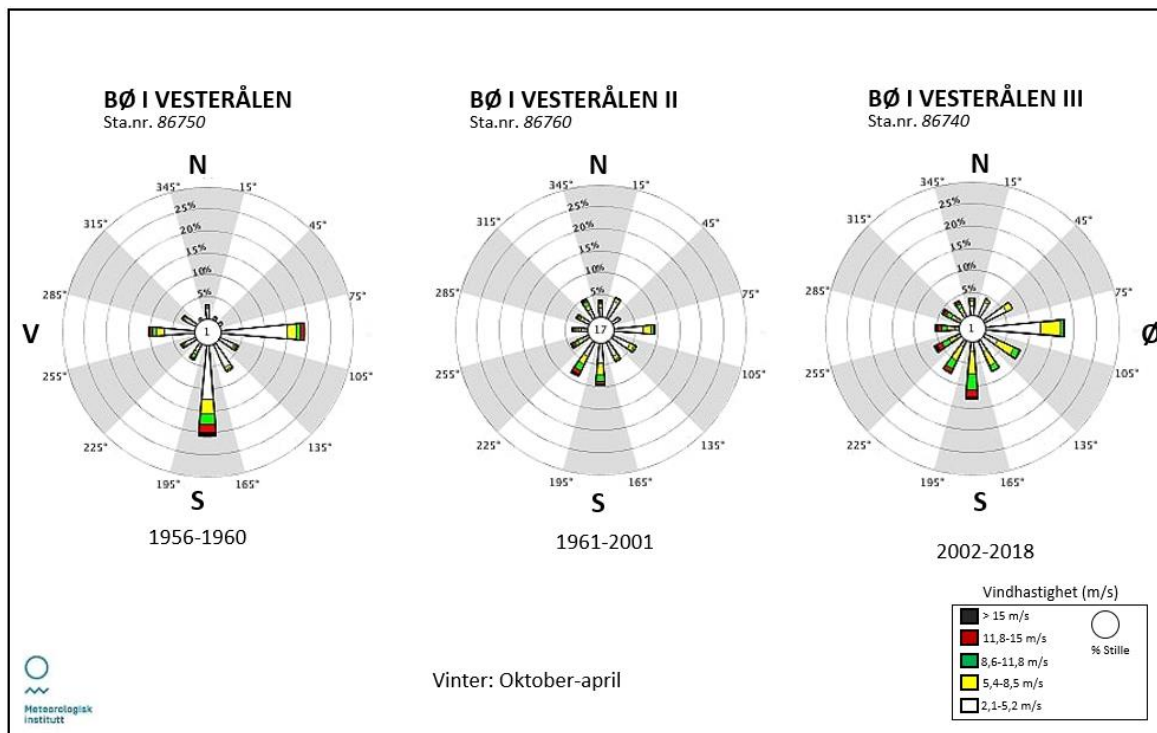 BØ I VESTERÅLEN
Sta.nr. 86750
N
345° 15°
315° 45°
285° 75°
255° 105°
225° 135°
195° 165°
25%
20%
15%
10%
5%
1
V
S
1956-1960
BØ I VESTERÅLEN II
Sta.nr. 86760
N
345° 15°
315° 45°
285° 75°
255° 105°
225° 135°
195° 165°
25%
20%
15%
10%
5%
17
S
1961-2001
BØ I VESTERÅLEN III
Sta.nr. 86740
N
345° 15°
315° 45°
285° 75°
255° 105°
225° 135°
195° 165°
25%
20%
15%
10%
5%
1
Ø
S
2002-2018
Vindhastighet (m/s)
> 15 m/s
11,8-15 m/s
8,6-11,8 m/s
5,4-8,5 m/s
2,1-5,2 m/s
% Stille
Vinter: Oktober-april
Meteorologisk
institutt